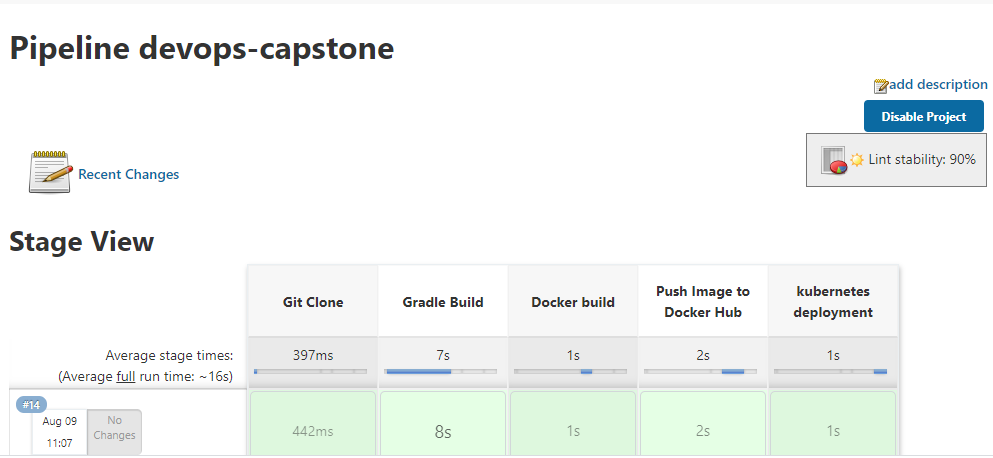 Pipeline devops-capstone
add description
Disable Project
Lint stability: 90%
Recent Changes
Stage View
Git Clone
Gradle Build
Docker build
Push Image to
Docker Hub
kubernetes
deployment
Average stage times:
397ms
7s
1s
2s
1s
(Average full run time: ~16s)
#14
Aug 09
11:07
No
Changes
442ms
8s
1s
2s
1s